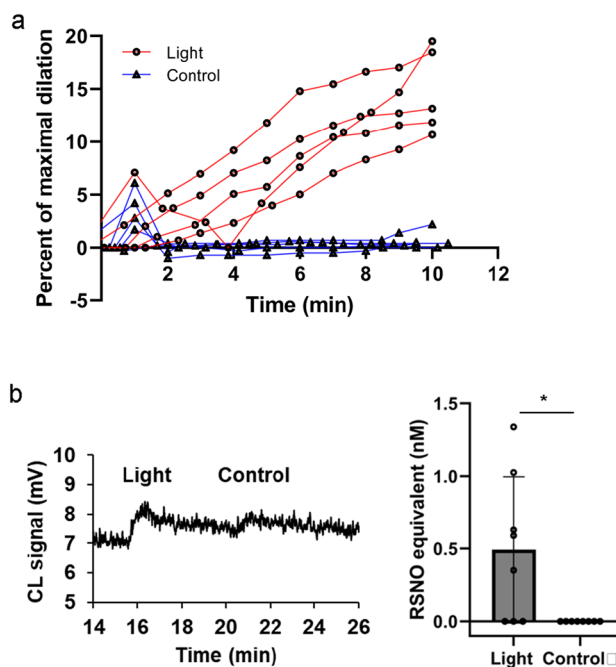 a
Percent of maximal dilation
20
15
10
5
0
-5
Light
Control
0
2
4
6
8
10
12
Time (min)
b
CL signal (mV)
10
9
8
7
6
5
Light
Control
14 16 18 20 22 24 26
Time (min)
RSNO equivalent (nM)
1.5
1.0
0.5
0.0
*
Light Control